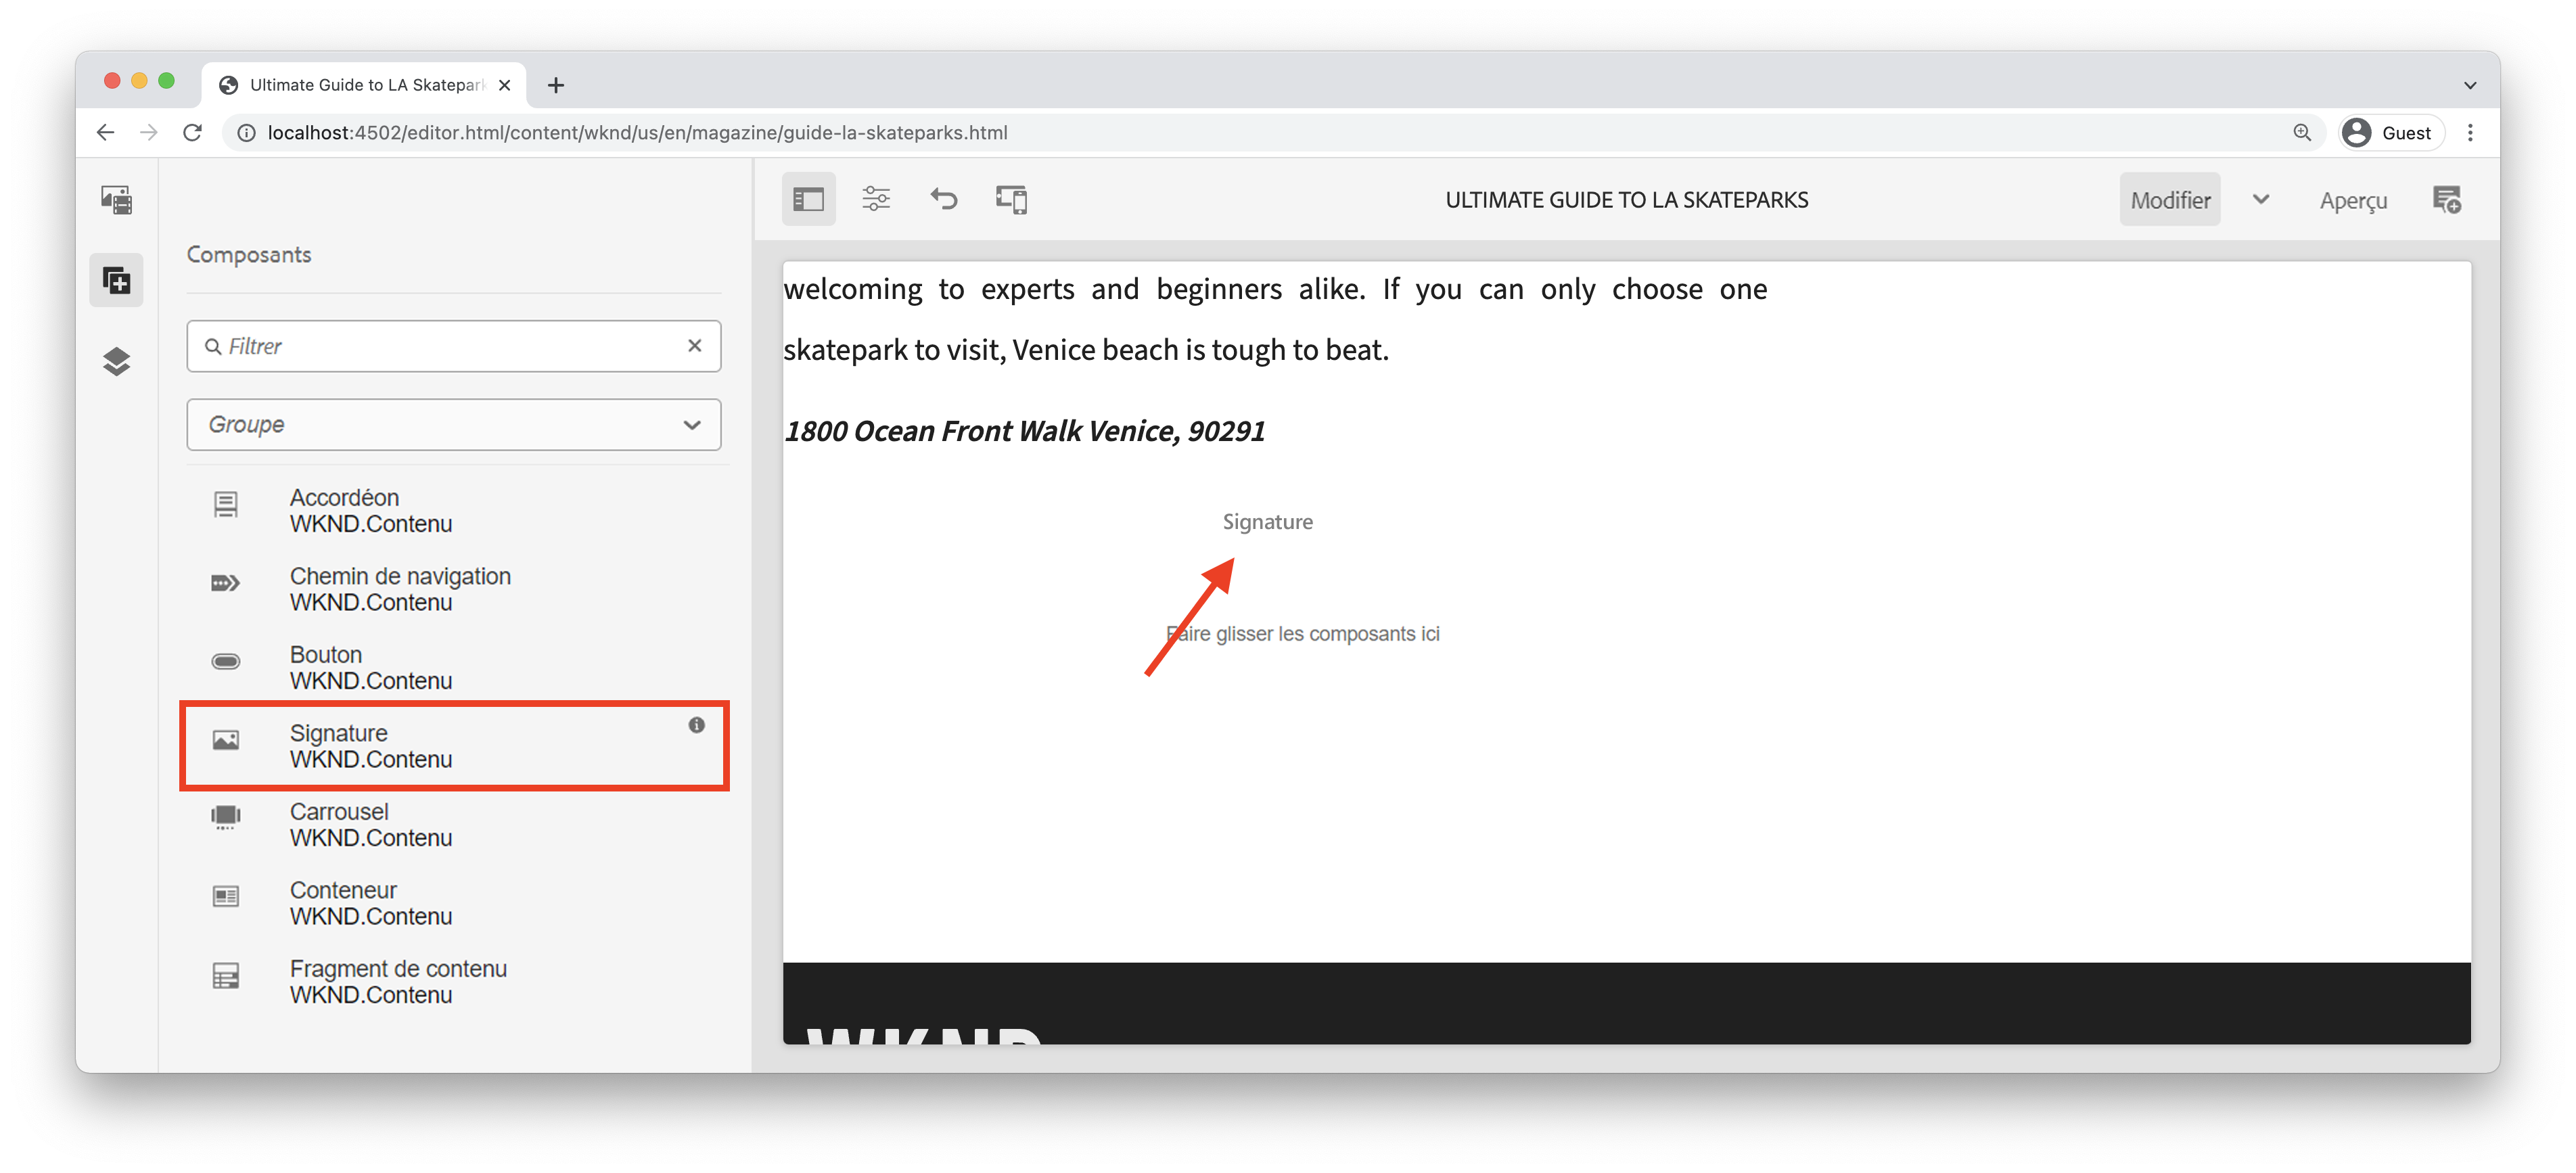 Ultimate Guide to LA Skatepark
localhost:4502/editor.html/content/wknd/us/en/magazine/guide-la-skateparks.html
Guest
Composants
Filtrer
Groupe
Accordéon
WKND.Contenu
Chemin de navigation
WKND.Contenu
Bouton
WKND.Contenu
Signature
WKND.Contenu
Carrousel
WKND.Contenu
Conteneur
WKND.Contenu
Fragment de contenu
WKND.Contenu
ULTIMATE GUIDE TO LA SKATEPARKS
Modifier
Aperçu
welcoming to experts and beginners alike. If you can only choose one
skatepark to visit, Venice beach is tough to beat.
1800 Ocean Front Walk Venice, 90291
Signature
Faire glisser les composants ici
WKND